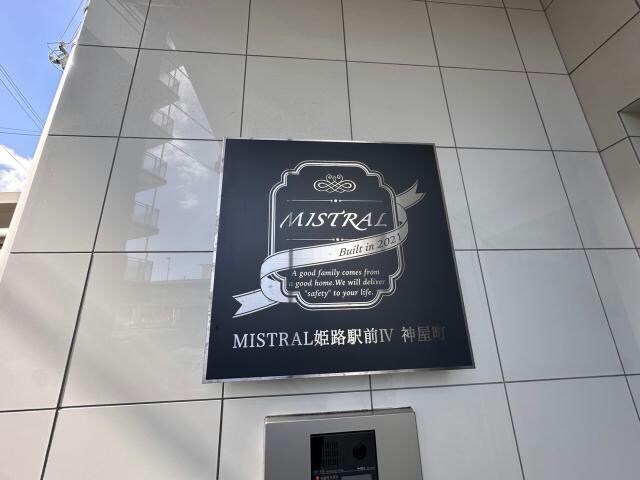 MISTRAL
Built in 2021
A good family comes from
a good home. We will deliver
"safety" to your life.
MISTRAL姫路駅前Ⅳ 神屋町